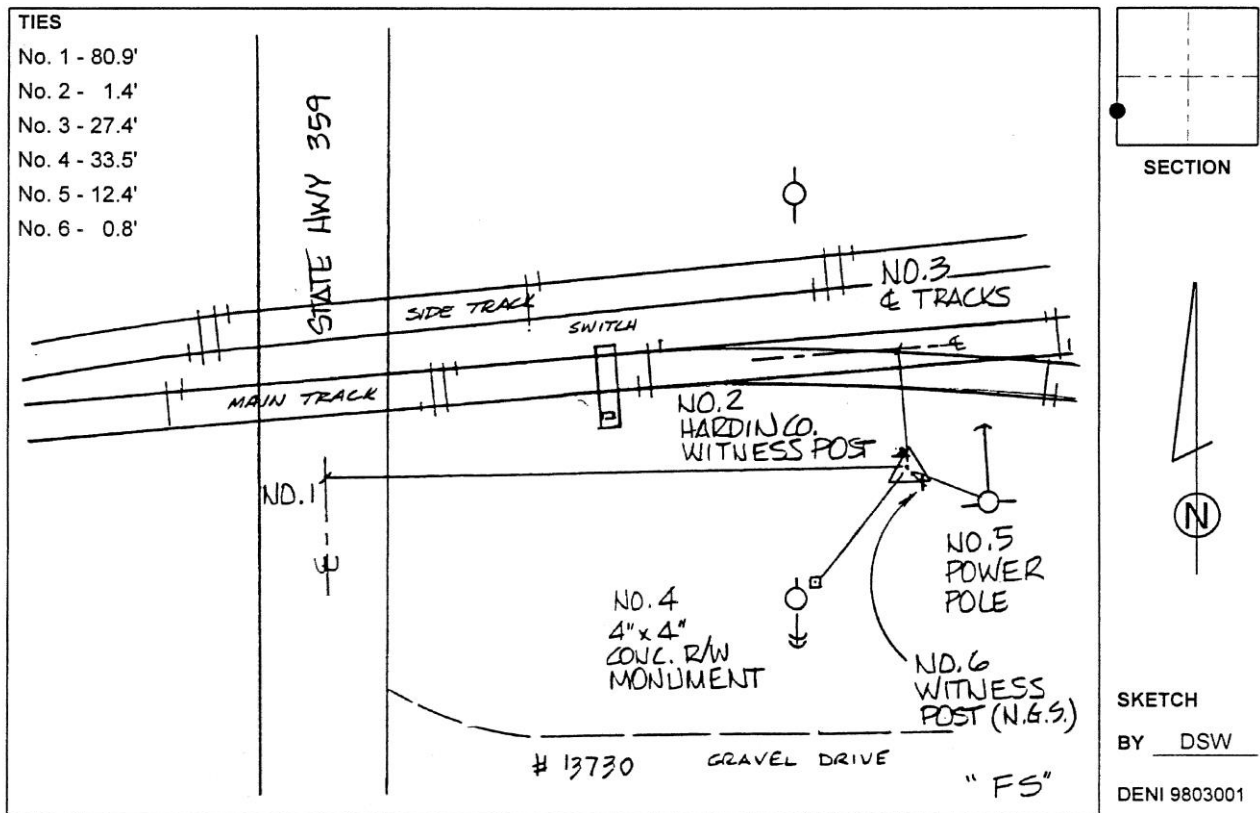 TIES
No. 1 - 80.9'
No. 2 - 1.4'
No. 3 - 27.4'
No. 4 - 33.5'
No. 5 - 12.4'
No. 6 - 0.8'
STATE HWY 359
SIDE TRACK
SWITCH
MAIN TRACK
NO.3
℄ TRACKS
℄
NO.2
HARDIN CO.
WITNESS POST
NO.1
℄
NO.4
4" x 4"
CONC. R/W
MONUMENT
NO.5
POWER
POLE
NO.6
WITNESS
POST (N.G.S.)
# 13730
GRAVEL DRIVE
"FS"
SECTION
N
SKETCH
BY DSW
DENI 9803001